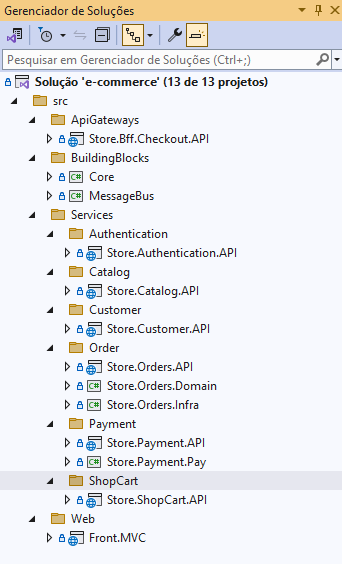 Gerenciador de Soluções
Pesquisar em Gerenciador de Soluções (Ctrl+;)
Solução 'e-commerce' (13 de 13 projetos)
src
ApiGateways
Store.Bff.Checkout.API
BuildingBlocks
C# Core
C# MessageBus
Services
Authentication
Store.Authentication.API
Catalog
Store.Catalog.API
Customer
Store.Customer.API
Order
Store.Orders.API
C# Store.Orders.Domain
C# Store.Orders.Infra
Payment
Store.Payment.API
C# Store.Payment.Pay
ShopCart
Store.ShopCart.API
Web
Front.MVC